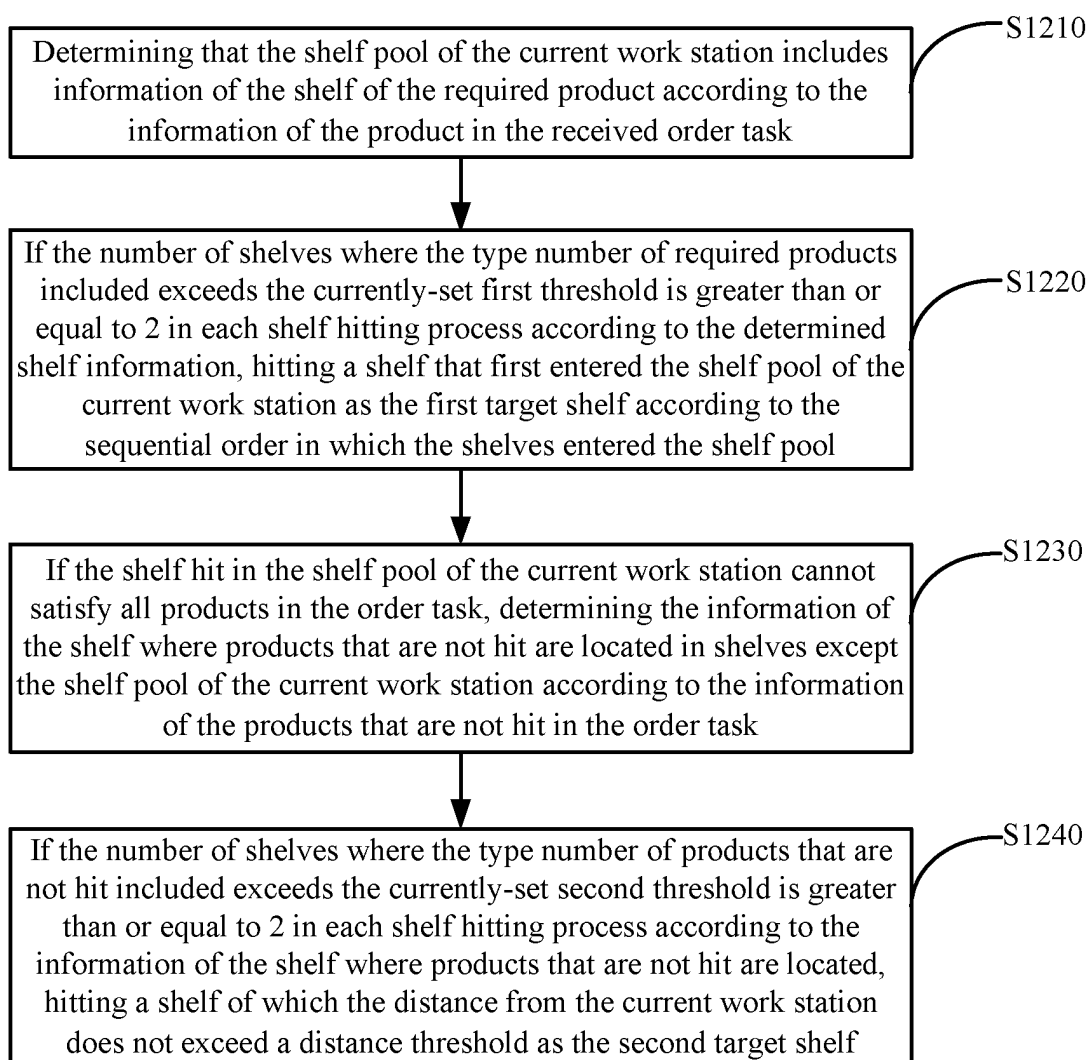 S1210
Determining that the shelf pool of the current work station includes
information of the shelf of the required product according to the
information of the product in the received order task
S1220
If the number of shelves where the type number of required products
included exceeds the currently-set first threshold is greater than or
equal to 2 in each shelf hitting process according to the determined
shelf information, hitting a shelf that first entered the shelf pool of the
current work station as the first target shelf according to the
sequential order in which the shelves entered the shelf pool
S1230
If the shelf hit in the shelf pool of the current work station cannot
satisfy all products in the order task, determining the information of
the shelf where products that are not hit are located in shelves except
the shelf pool of the current work station according to the information
of the products that are not hit in the order task
S1240
If the number of shelves where the type number of products that are
not hit included exceeds the currently-set second threshold is greater
than or equal to 2 in each shelf hitting process according to the
information of the shelf where products that are not hit are located,
hitting a shelf of which the distance from the current work station
does not exceed a distance threshold as the second target shelf